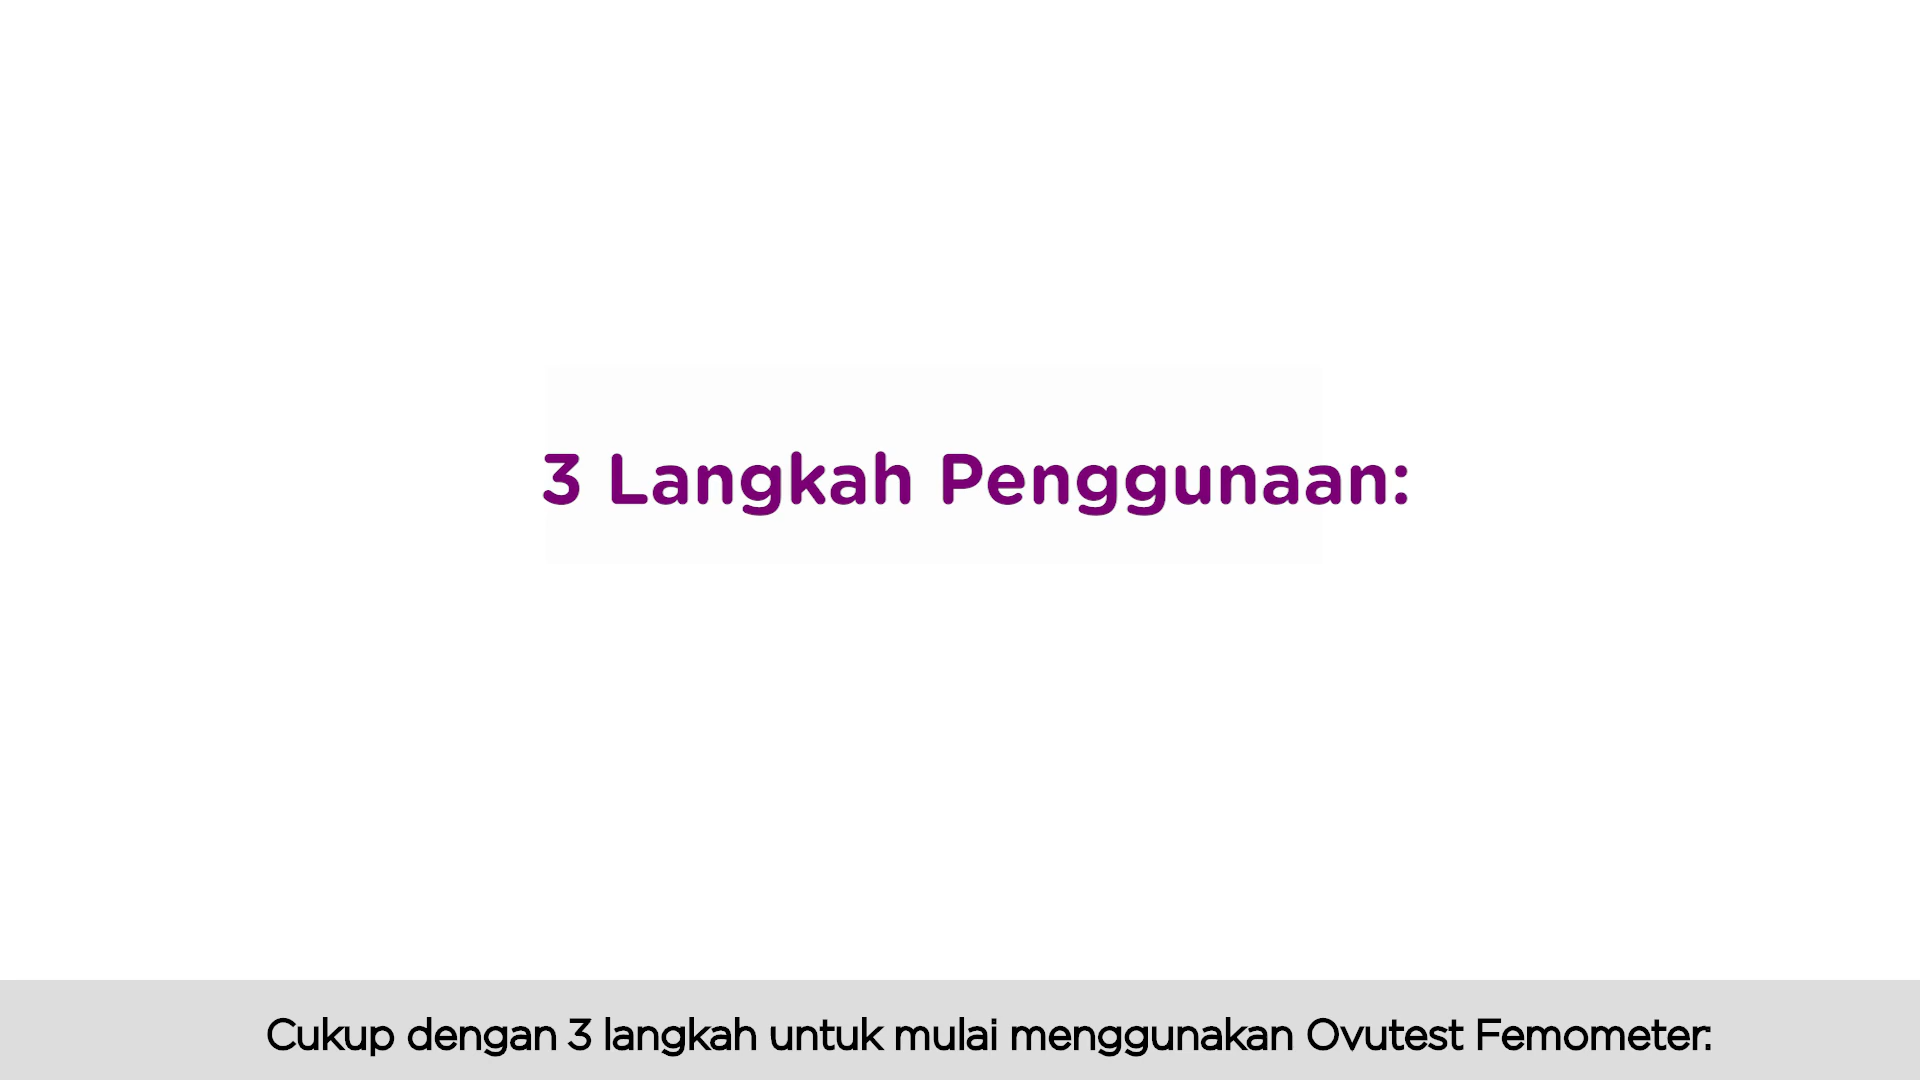 3 Langkah Penggunaan:
Cukup dengan 3 langkah untuk mulai menggunakan Ovutest Femometer: